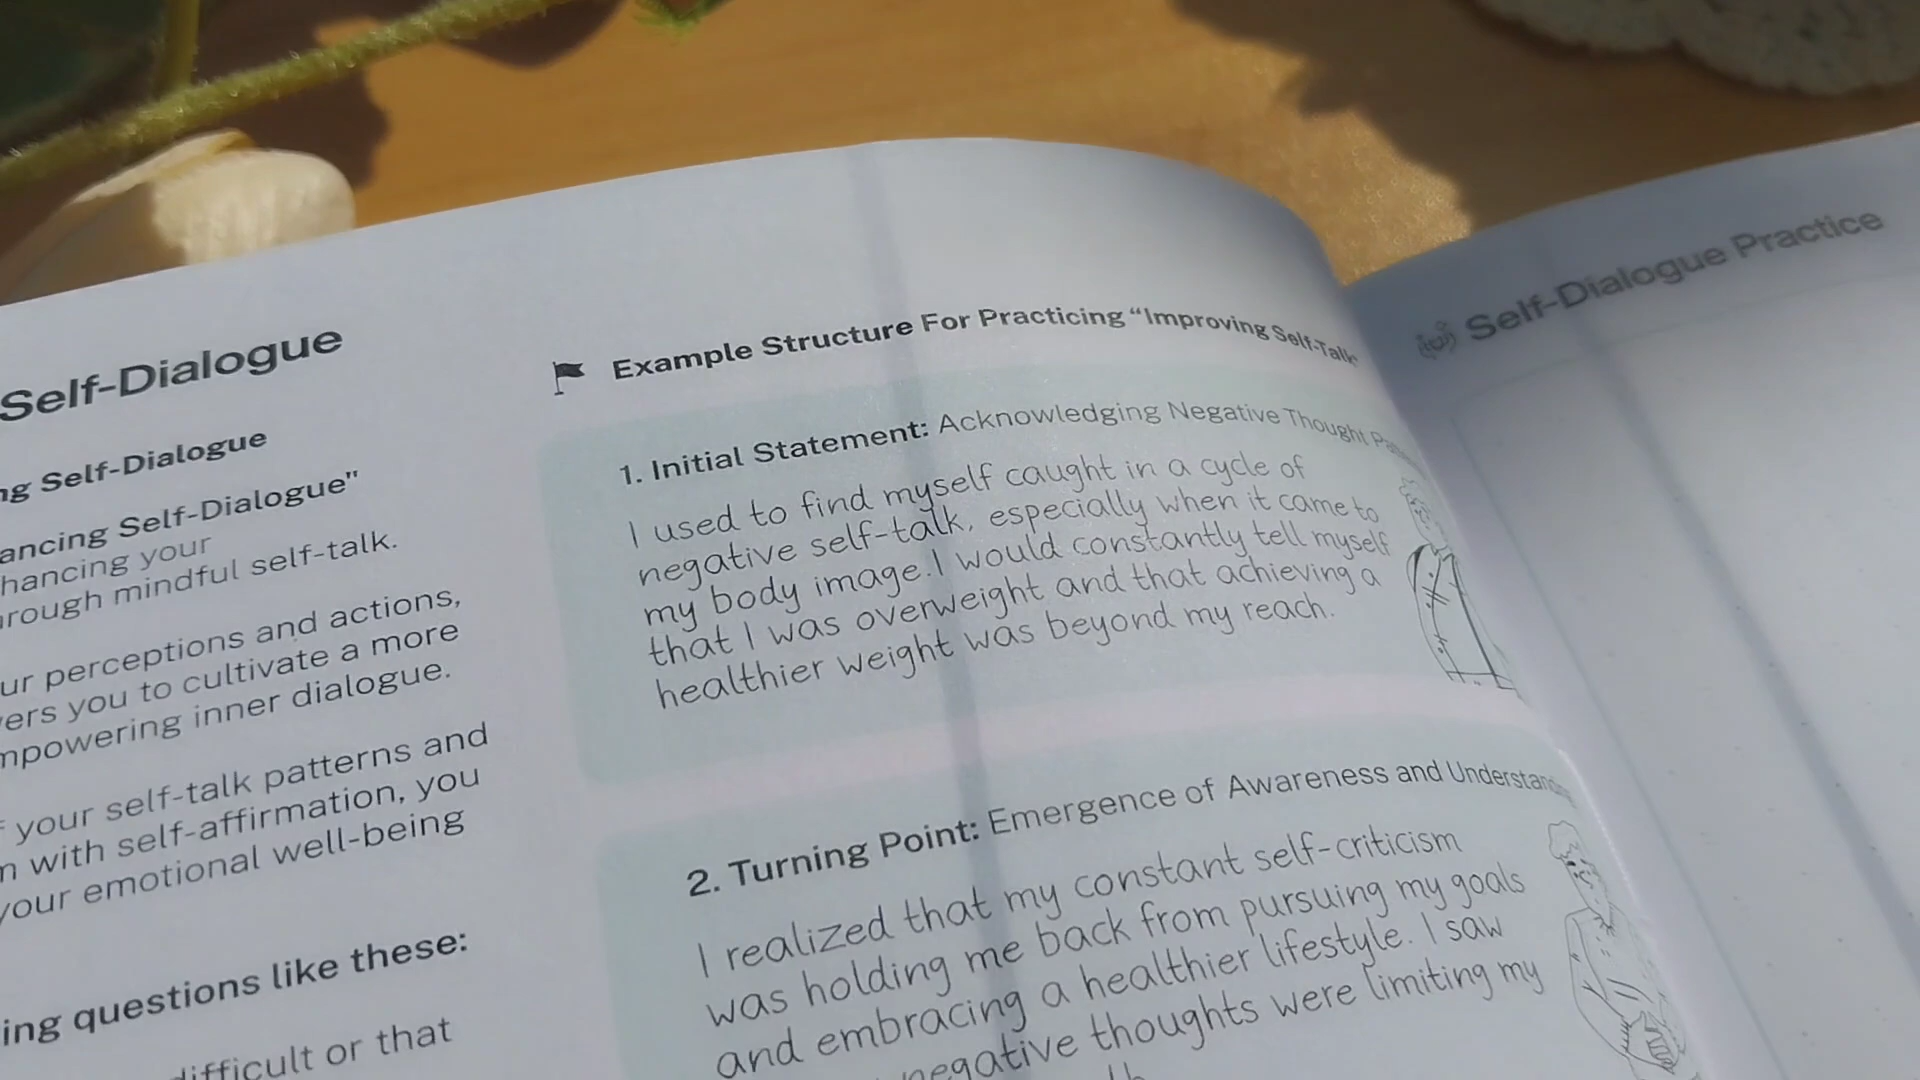 Self-Dialogue
Self-Dialogue
ancing Self-Dialogue"
hancing your
rough mindful self-talk.
ur perceptions and actions,
ers you to cultivate a more
mpowering inner dialogue.
your self-talk patterns and
with self-affirmation, you
your emotional well-being
ing questions like these:
difficult or that
Example Structure For Practicing “Improving Self-Talk
1. Initial Statement: Acknowledging Negative Thought
I used to find myself caught in a cycle of
negative self-talk, especially when it came to
my body image. I would constantly tell myself
that I was overweight and that achieving a
healthier weight was beyond my reach.
2. Turning Point: Emergence of Awareness and Understan
I realized that my constant self-criticism
was holding me back from pursuing my goals
and embracing a healthier lifestyle. I saw
negative thoughts were limiting my
Self-Dialogue Practice